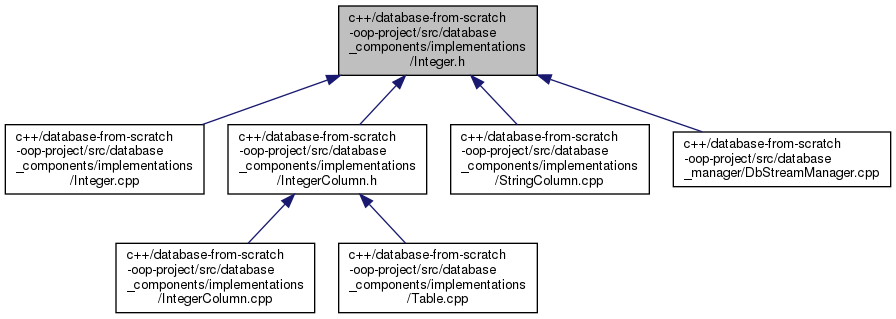 c++/database-from-scratch
-oop-project/src/database
_components/implementations
/Integer.h
c++/database-from-scratch
-oop-project/src/database
_components/implementations
/Integer.cpp
c++/database-from-scratch
-oop-project/src/database
_components/implementations
/IntegerColumn.h
c++/database-from-scratch
-oop-project/src/database
_components/implementations
/StringColumn.cpp
c++/database-from-scratch
-oop-project/src/database
_manager/DbStreamManager.cpp
c++/database-from-scratch
-oop-project/src/database
_components/implementations
/IntegerColumn.cpp
c++/database-from-scratch
-oop-project/src/database
_components/implementations
/Table.cpp